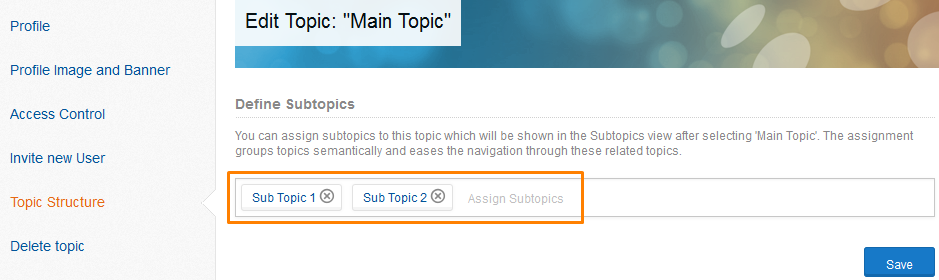 Edit Topic: "Main Topic"
Profile
Profile Image and Banner
Access Control
Invite new User
Topic Structure
Delete topic
Define Subtopics
You can assign subtopics to this topic which will be shown in the Subtopics view after selecting 'Main Topic'. The assignment
groups topics semantically and eases the navigation through these related topics.
Sub Topic 1 Sub Topic 2 Assign Subtopics
Save